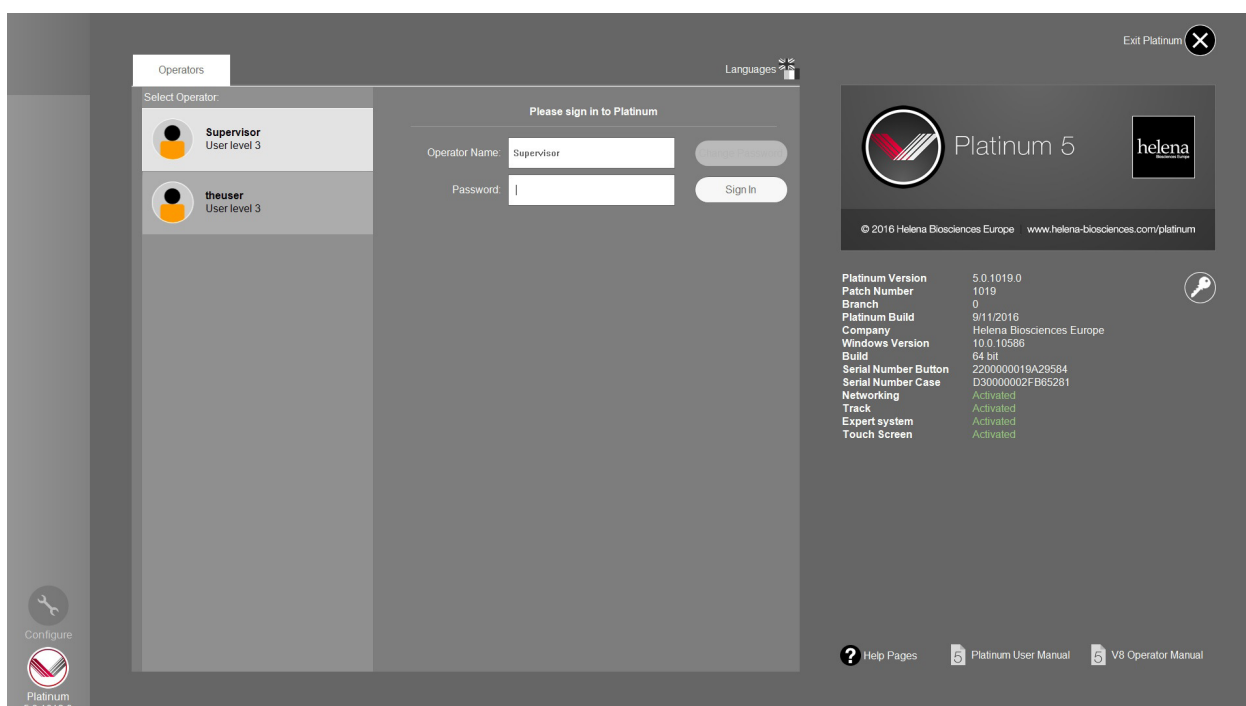 Exit Platinum
Operators
Languages
Select Operator:
Supervisor
User level 3
theuser
User level 3
Please sign in to Platinum
Operator Name:
Supervisor
Password:
Sign In
Platinum 5
helena
Biosciences Europe
© 2016 Helena Biosciences Europe www.helena-biosciences.com/platinum
Platinum Version 5.0.1019.0
Patch Number 1019
Branch 0
Platinum Build 9/11/2016
Company Helena Biosciences Europe
Windows Version 10.0.10586
Build 64 bit
Serial Number Button 2200000019A29584
Serial Number Case D30000002FB65281
Networking Activated
Track Activated
Expert system Activated
Touch Screen Activated
Configure
Platinum
? Help Pages
5 Platinum User Manual
5 V8 Operator Manual